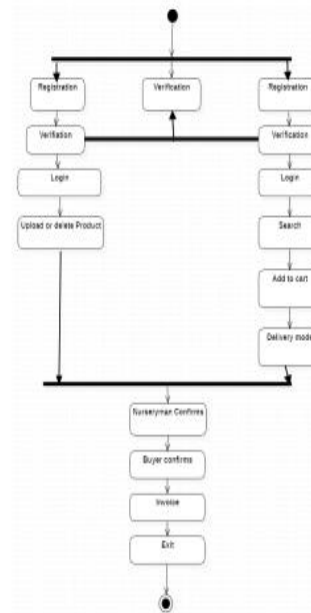 Registration
Verification
Registration
Verifiation
Verification
Login
Login
Upload or delete Product
Search
Add to cart
Delivery mode
Nurseryman Confirms
Buyer confirms
Invoice
Exit